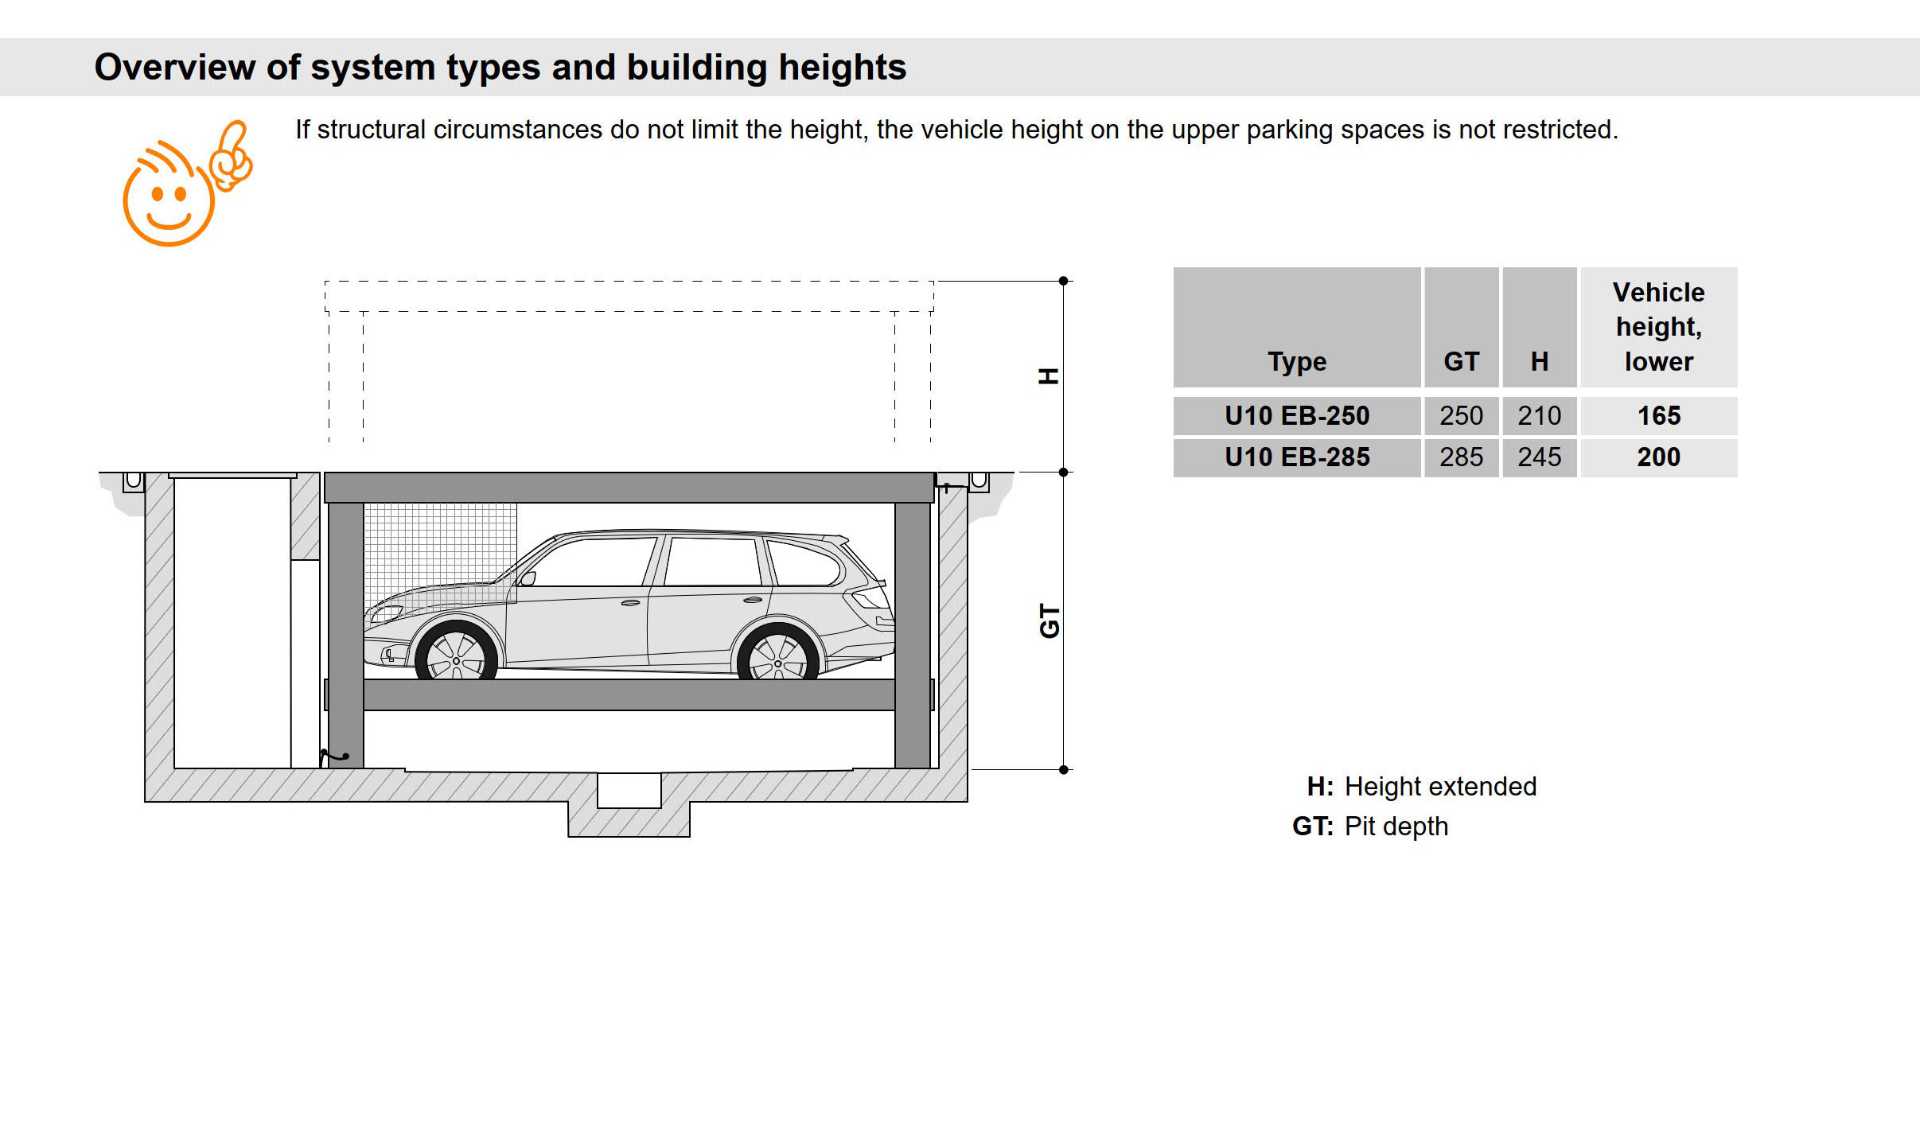 Overview of system types and building heights
If structural circumstances do not limit the height, the vehicle height on the upper parking spaces is not restricted.
H
GT
Type GT H Vehicle height, lower
U10 EB-250 250 210 165
U10 EB-285 285 245 200
H: Height extended
GT: Pit depth